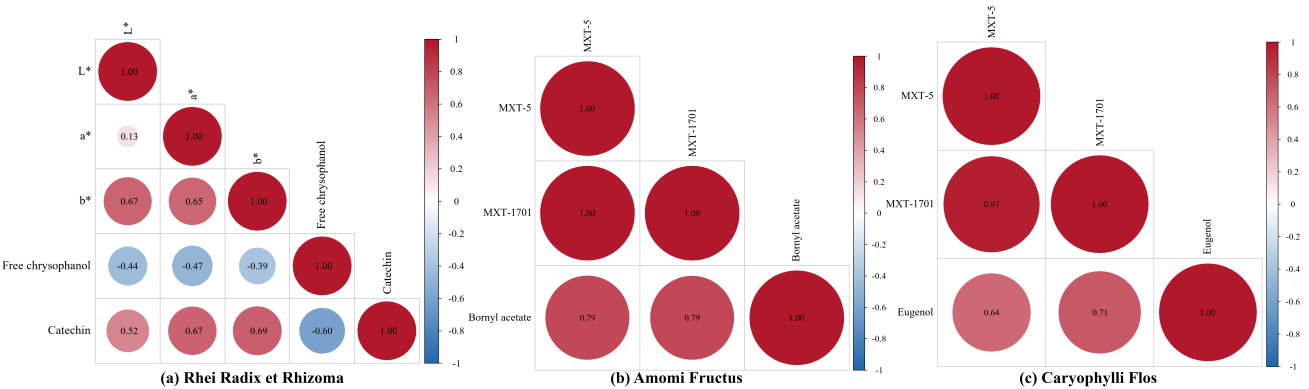 L*
L*
1.00
a*
a*
0.13
1.00
b*
b*
0.67
0.65
1.00
Free chrysophanol
Free chrysophanol
-0.44
-0.47
-0.39
1.00
Catechin
Catechin
0.52
0.67
0.69
-0.60
1.00
1
0.8
0.6
0.4
0.2
0
-0.2
-0.4
-0.6
-0.8
-1
(a) Rhei Radix et Rhizoma
MXT-5
MXT-5
1.00
MXT-1701
MXT-1701
1.00
1.00
Bornyl acetate
Bornyl acetate
0.79
0.79
1.00
1
0.8
0.6
0.4
0.2
0
-0.2
-0.4
-0.6
-0.8
-1
(b) Amomi Fructus
MXT-5
MXT-5
1.00
MXT-1701
MXT-1701
0.97
1.00
Eugenol
Eugenol
0.64
0.71
1.00
1
0.8
0.6
0.4
0.2
0
-0.2
-0.4
-0.6
-0.8
-1
(c) Caryophylli Flos